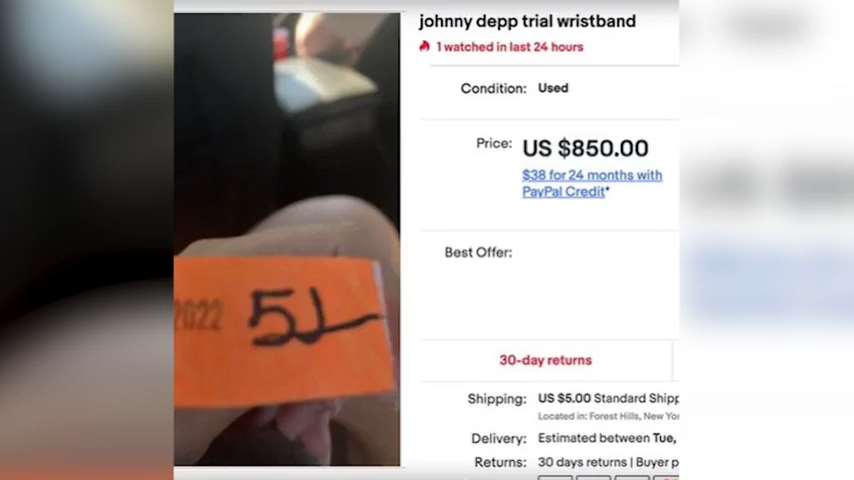 johnny depp trial wristband
1 watched in last 24 hours
Condition: Used
Price: US $850.00
$38 for 24 months with
PayPal Credit*
Best Offer:
2022
30-day returns
Shipping: US $5.00 Standard Shipp
Located in: Forest Hills, New Yor
Delivery: Estimated between Tue,
Returns: 30 days returns | Buyer p